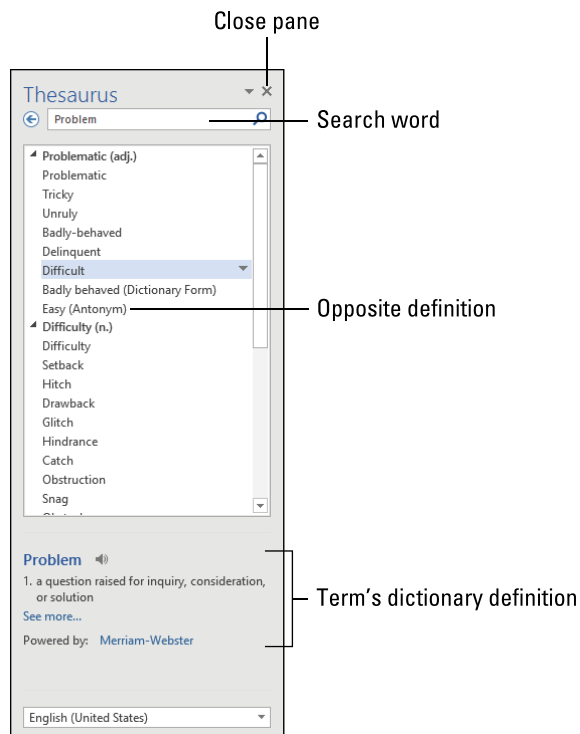 Close pane
Thesaurus
Problem
Search word
Problematic (adj.)
Problematic
Tricky
Unruly
Badly-behaved
Delinquent
Difficult
Badly behaved (Dictionary Form)
Easy (Antonym)
Opposite definition
Difficulty (n.)
Difficulty
Setback
Hitch
Drawback
Glitch
Hindrance
Catch
Obstruction
Snag
Problem
1. a question raised for inquiry, consideration,
or solution
See more...
Term's dictionary definition
Powered by: Merriam-Webster
English (United States)